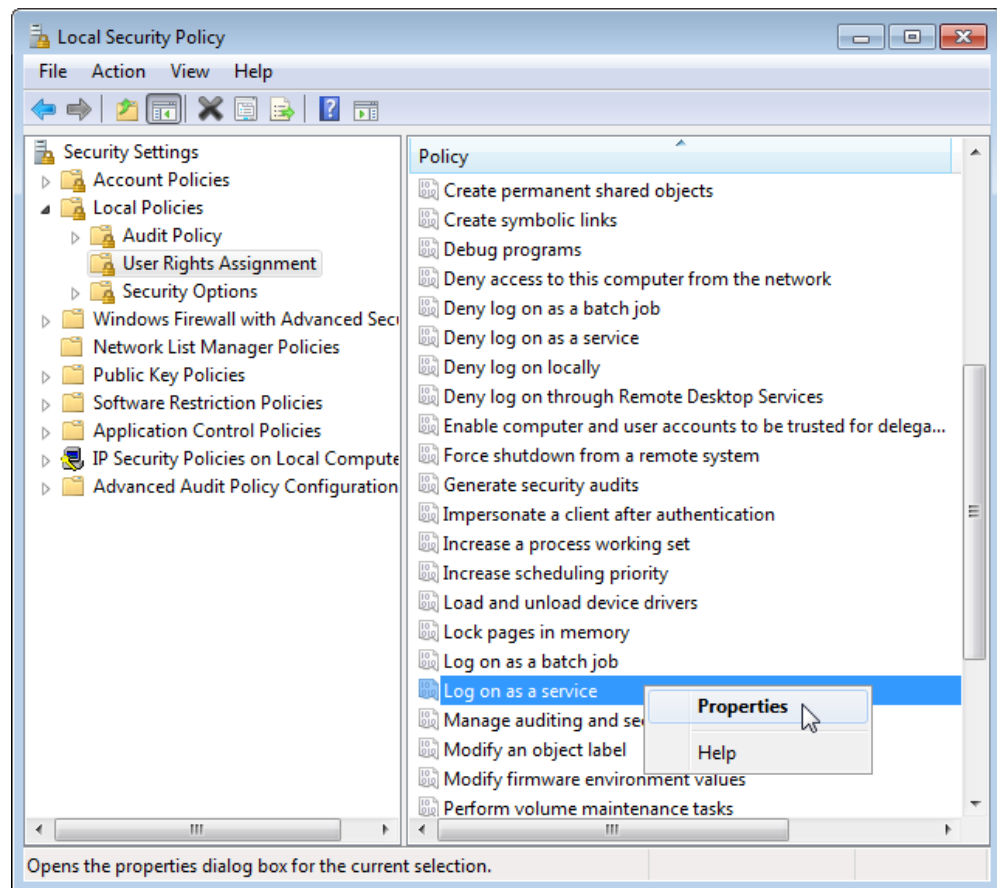 Local Security Policy
File Action View Help
Security Settings
Account Policies
Local Policies
Audit Policy
User Rights Assignment
Security Options
Windows Firewall with Advanced Secu
Network List Manager Policies
Public Key Policies
Software Restriction Policies
Application Control Policies
IP Security Policies on Local Compute
Advanced Audit Policy Configuration
Policy
Create permanent shared objects
Create symbolic links
Debug programs
Deny access to this computer from the network
Deny log on as a batch job
Deny log on as a service
Deny log on locally
Deny log on through Remote Desktop Services
Enable computer and user accounts to be trusted for delega...
Force shutdown from a remote system
Generate security audits
Impersonate a client after authentication
Increase a process working set
Increase scheduling priority
Load and unload device drivers
Lock pages in memory
Log on as a batch job
Log on as a service
Manage auditing and se
Modify an object label
Modify firmware environment values
Perform volume maintenance tasks
Properties
Help
Opens the properties dialog box for the current selection.